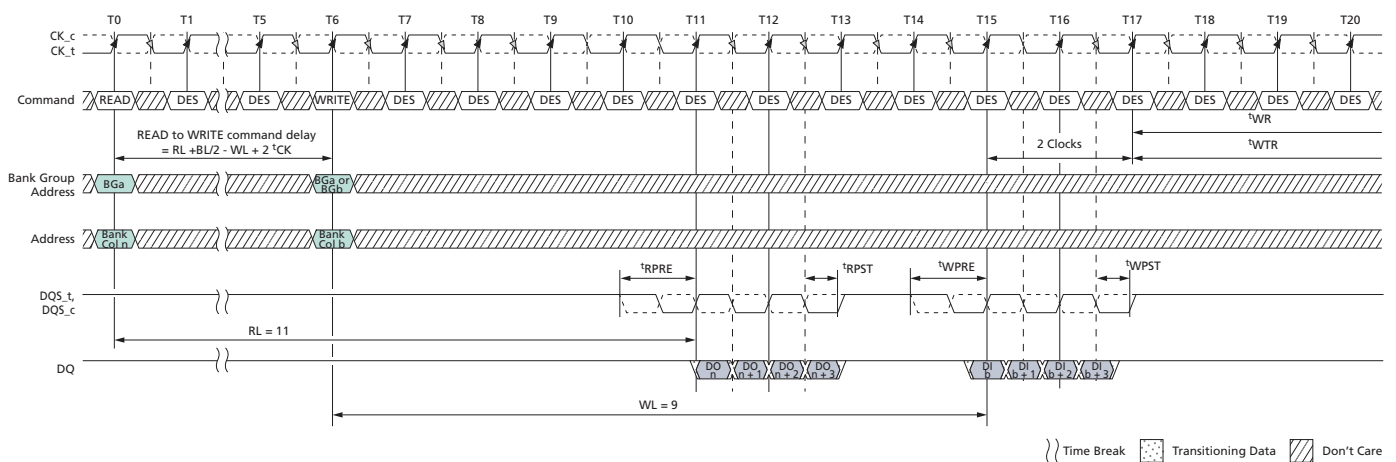 T0 T1 T5 T6 T7 T8 T9 T10 T11 T12 T13 T14 T15 T16 T17 T18 T19 T20
CK_c
CK_t
Command READ DES DES WRITE DES DES DES DES DES DES DES DES DES DES DES DES DES DES
READ to WRITE command delay
= RL +BL/2 - WL + 2 tCK
tWR
2 Clocks
tWTR
Bank Group
Address
BGa
BGa or
BGb
Address
Bank
Col n
Bank
Col b
tRPRE tRPST tWPRE tWPST
DQS_t,
DQS_c
RL = 11
DQ
DO
n
DO
n + 1
DO
n + 2
DO
n + 3
DI
b
DI
b + 1
DI
b + 2
DI
b + 3
WL = 9
Time Break Transitioning Data Don't Care